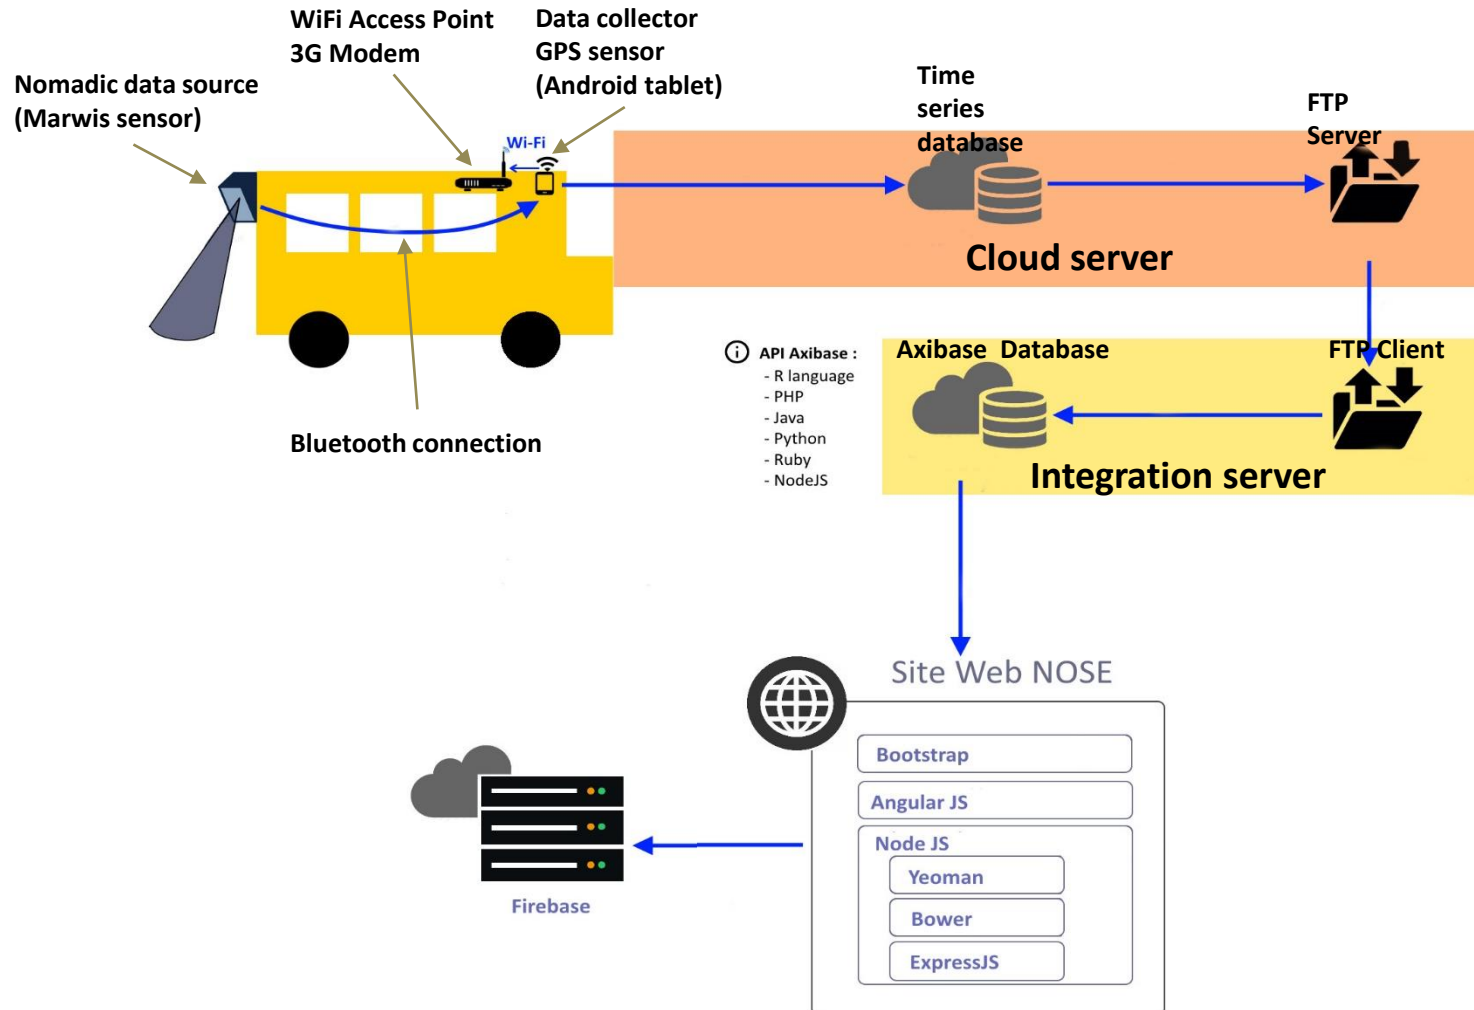 WiFi Access Point
3G Modem
Data collector
GPS sensor
(Android tablet)
Nomadic data source
(Marwis sensor)
Wi-Fi
Time
series
database
FTP
Server
Cloud server
Bluetooth connection
API Axibase :
- R language
- PHP
- Java
- Python
- Ruby
- NodeJS
Axibase Database
FTP Client
Integration server
Site Web NOSE
Bootstrap
Angular JS
Node JS
Yeoman
Bower
ExpressJS
Firebase